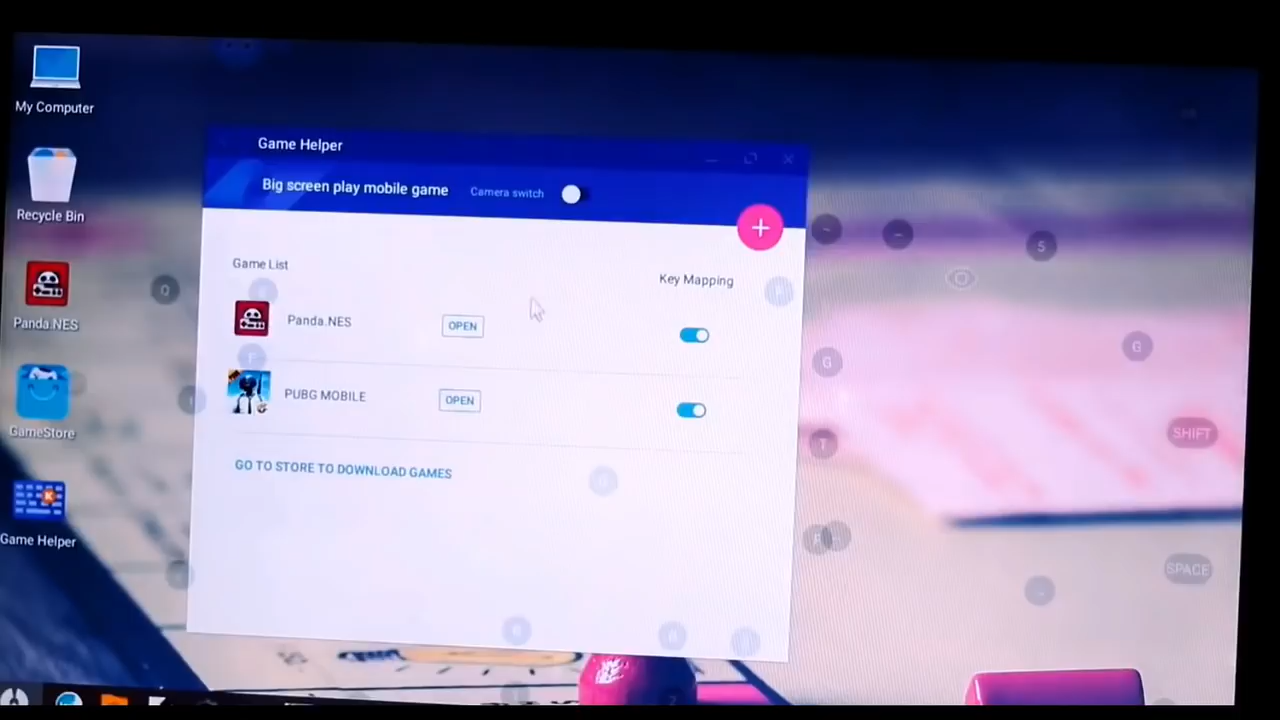 My Computer
Recycle Bin
Panda.NES
GameStore
Game Helper
Game Helper
Big screen play mobile game
Camera switch
+
Game List
Key Mapping
Panda.NES
OPEN
PUBG MOBILE
OPEN
GO TO STORE TO DOWNLOAD GAMES
Q
F
S
G
G
T
SHIFT
SPACE